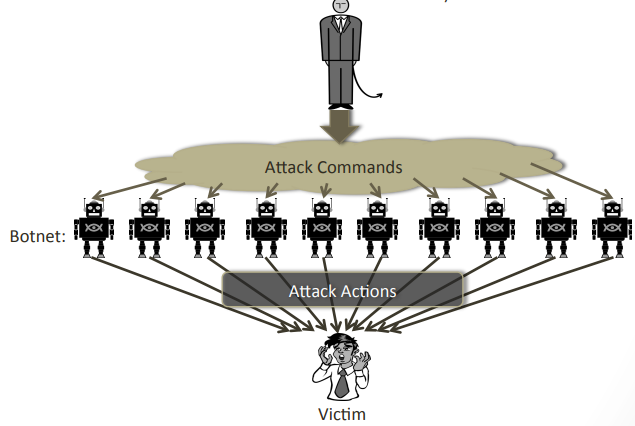 Attack Commands
Botnet:
Attack Actions
Victim